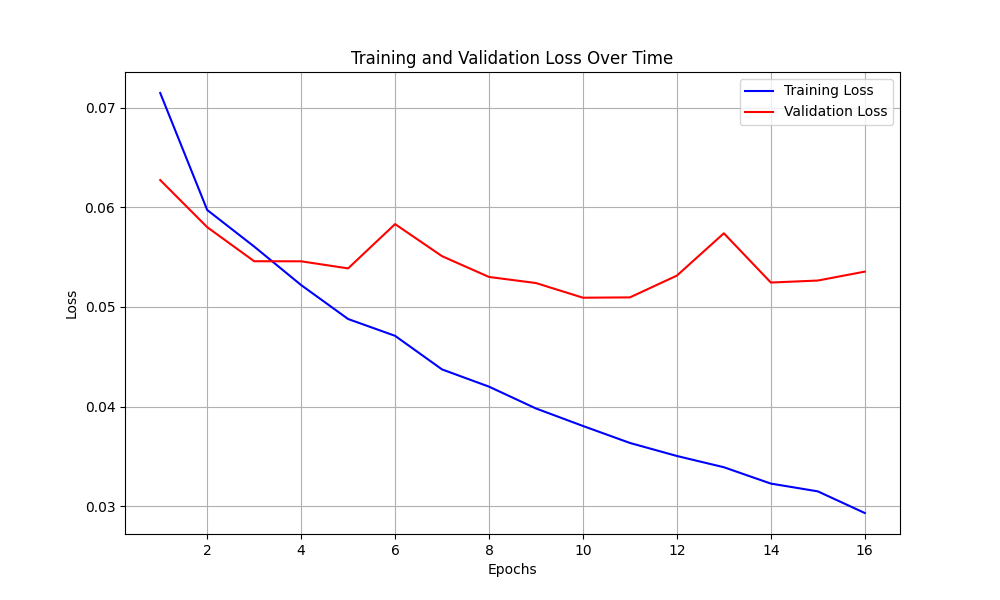 Training and Validation Loss Over Time
Training Loss
Validation Loss
0.07
0.06
0.05
0.04
0.03
Loss
2 4 6 8 10 12 14 16
Epochs